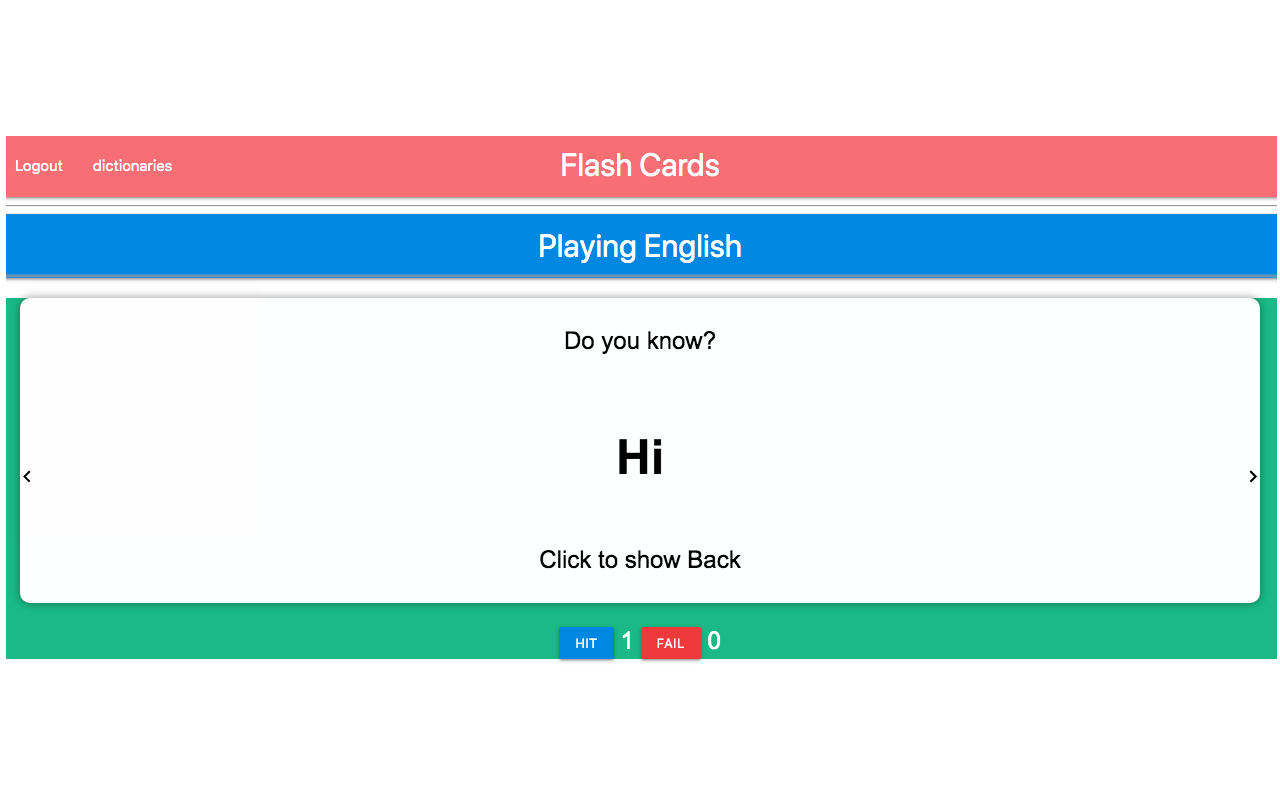 Logout dictionaries Flash Cards
Playing English
Do you know?
Hi
Click to show Back
HIT 1 FAIL 0